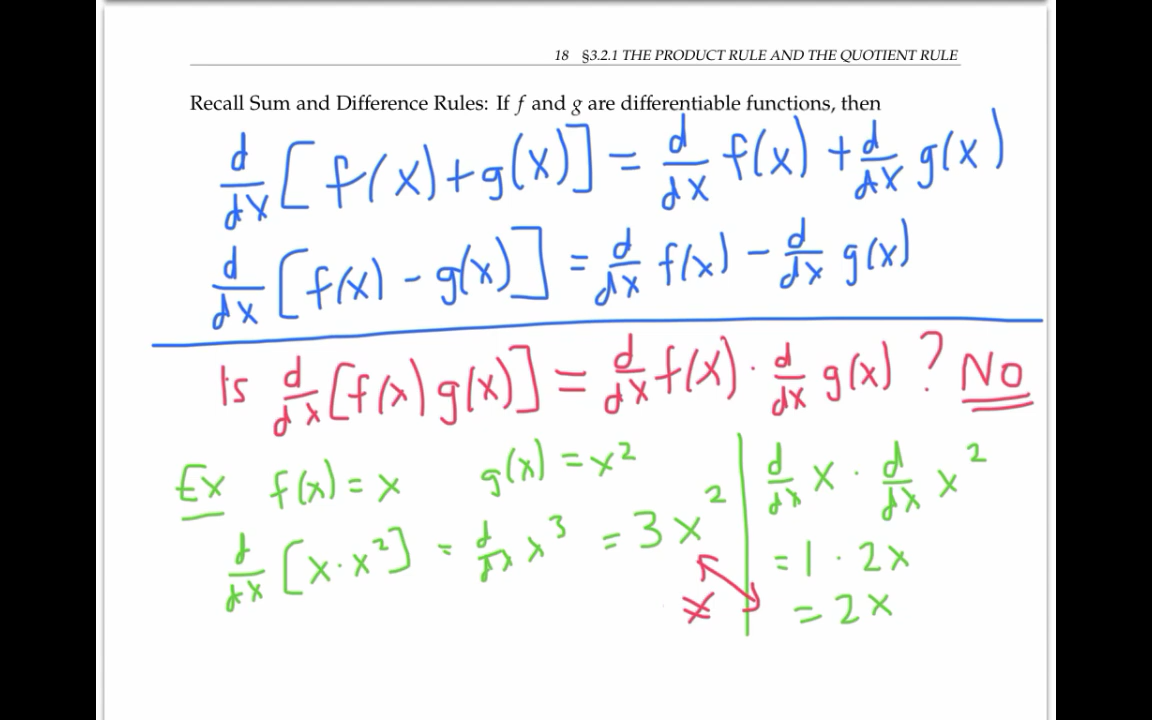 18 §3.2.1 THE PRODUCT RULE AND THE QUOTIENT RULE
Recall Sum and Difference Rules: If f and g are differentiable functions, then
d/dx [f(x)+g(x)] = d/dx f(x) + d/dx g(x)
d/dx [f(x) - g(x)] = d/dx f(x) - d/dx g(x)
Is d/dx [f(x) g(x)] = d/dx f(x) · d/dx g(x) ? No
Ex f(x) = x g(x) = x²
d/dx [x·x²] = d/dx x³ = 3x²
≠
d/dx x · d/dx x²
= 1 · 2x
= 2x